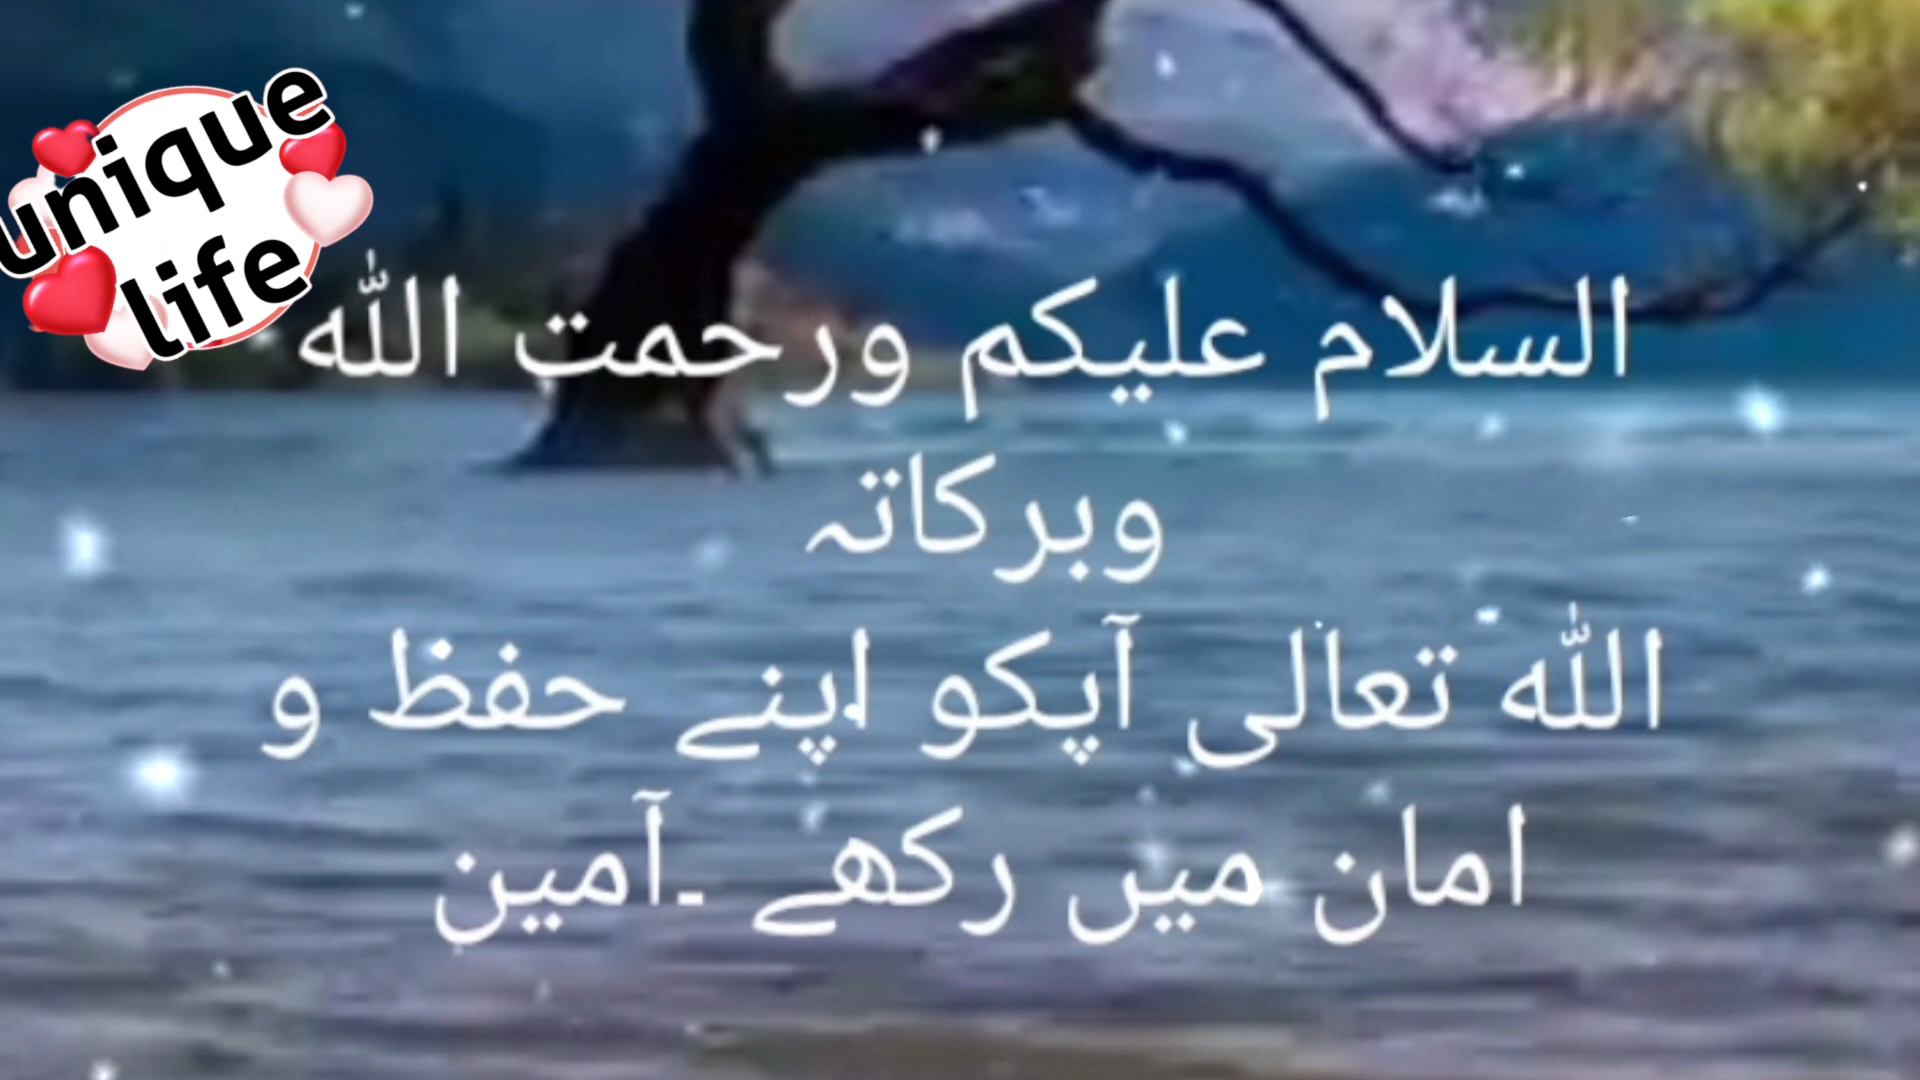 unique
life
السلام علیکم ورحمت اللہ
وبرکاتہ
اللہ تعالی آپکو اپنے حفظ و
امان میں رکھے ۔آمین